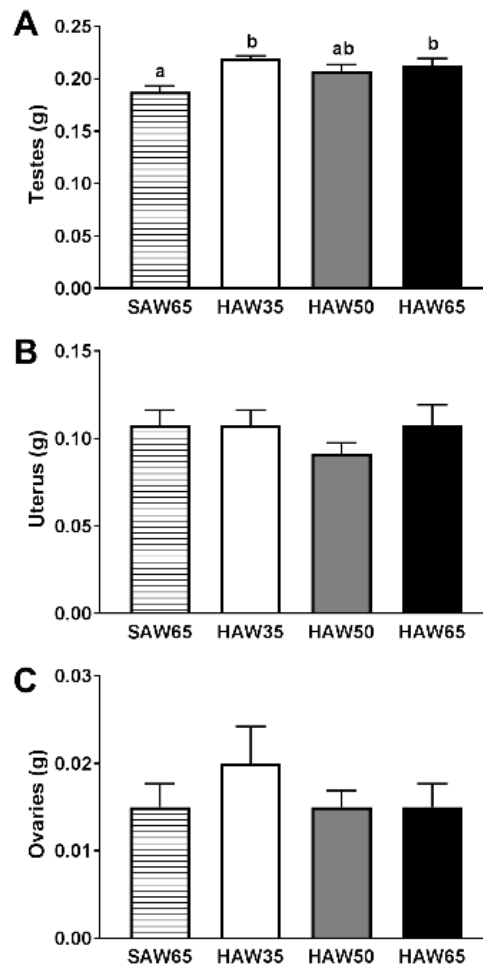 A
Testes (g)
0.25
0.20
0.15
0.10
0.05
0.00
a
b
ab
b
SAW65 HAW35 HAW50 HAW65
B
Uterus (g)
0.15
0.10
0.05
0.00
SAW65 HAW35 HAW50 HAW65
C
Ovaries (g)
0.03
0.02
0.01
0.00
SAW65 HAW35 HAW50 HAW65